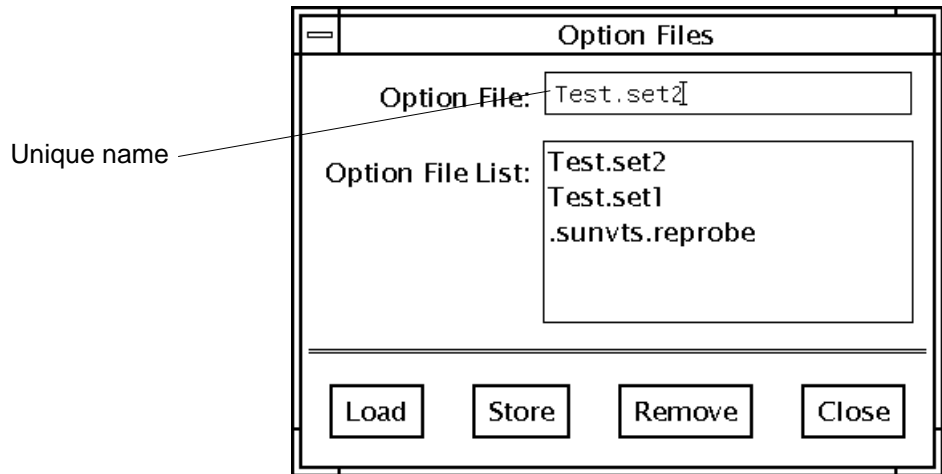 Option Files
Option File: Test.set2
Unique name
Option File List:
Test.set2
Test.set1
.sunvts.reprobe
Load Store Remove Close